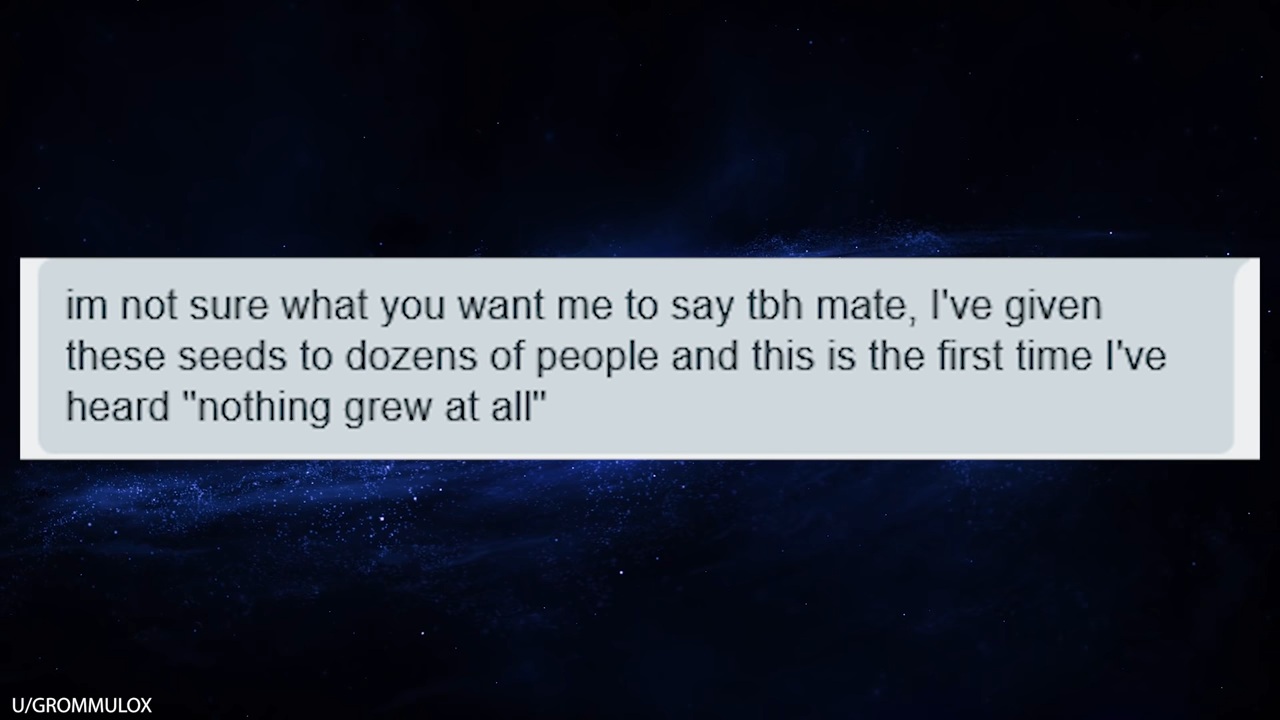 im not sure what you want me to say tbh mate, I've given
these seeds to dozens of people and this is the first time I've
heard "nothing grew at all"
U/GROMMULOX